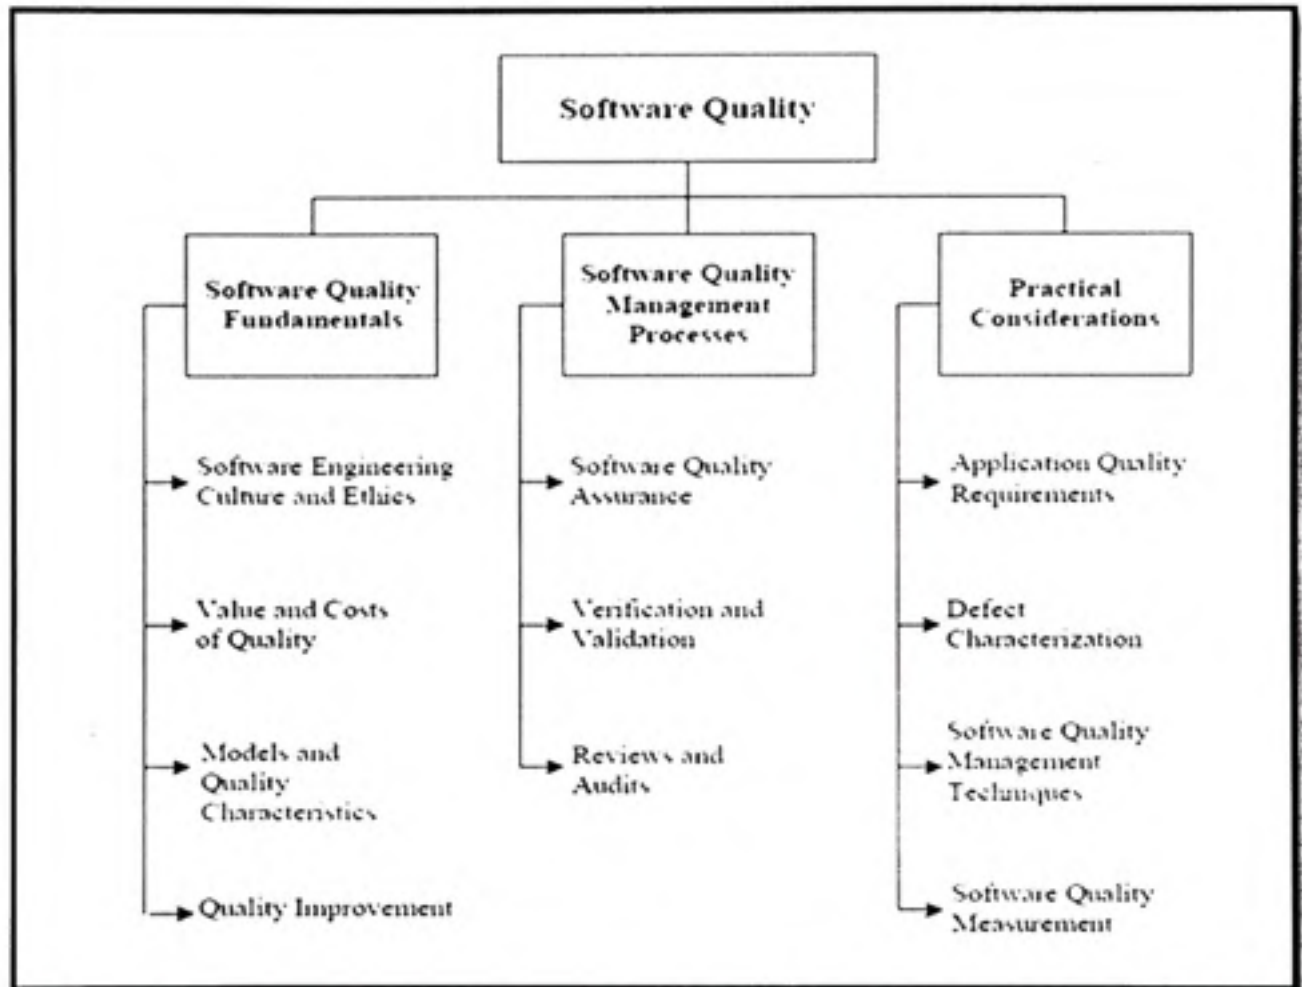 Software Quality
Software Quality
Fundamentals
Software Engineering
Culture and Ethics
Value and Costs
of Quality
Models and
Quality
Characteristics
Quality Improvement
Software Quality
Management
Processes
Software Quality
Assurance
Verification and
Validation
Reviews and
Audits
Practical
Considerations
Application Quality
Requirements
Defect
Characterization
Software Quality
Management
Techniques
Software Quality
Measurement